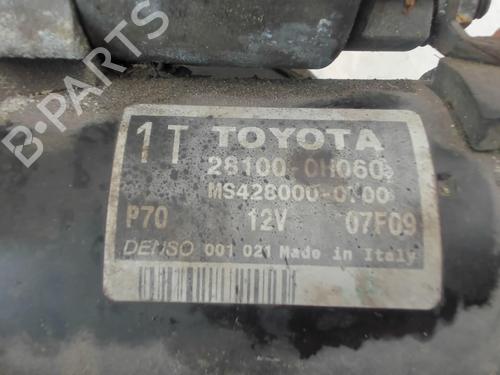 1T TOYOTA
28100-0H060
MS428000-0700
P70 12V 07F09
DENSO 001 021 Made in Italy
B-PARTS